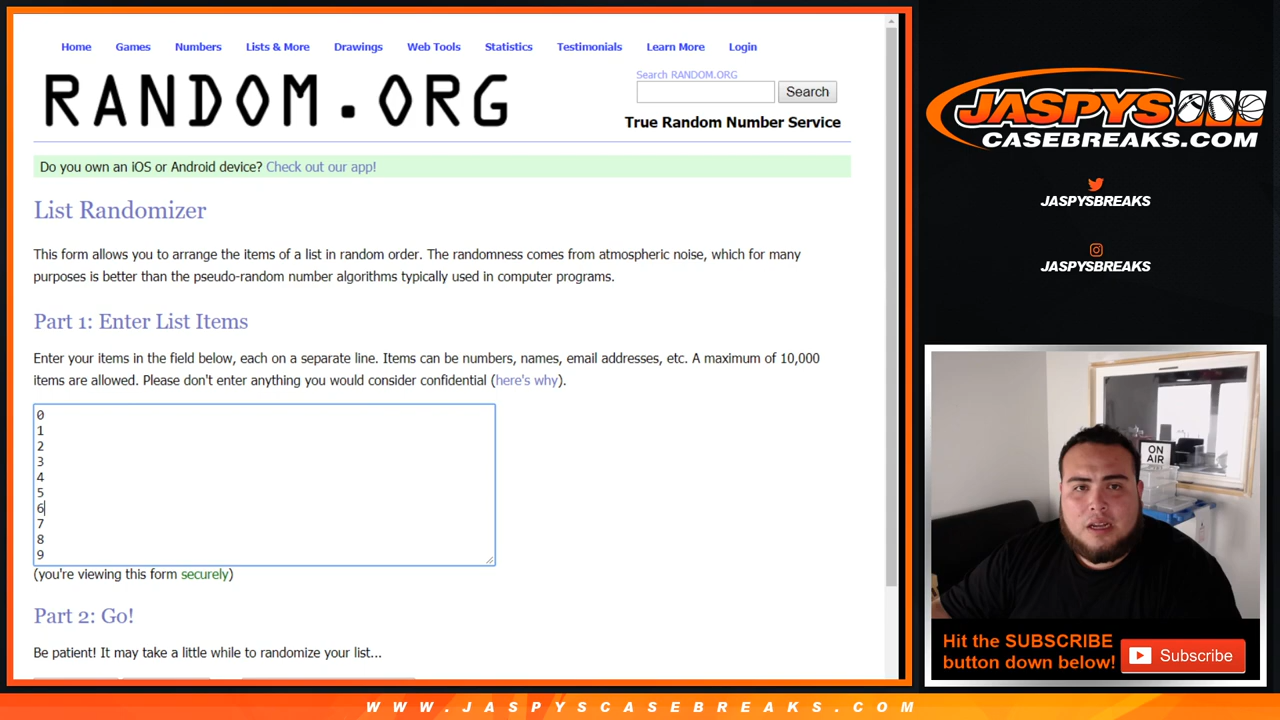 Home Games Numbers Lists & More Drawings Web Tools Statistics Testimonials Learn More Login
RANDOM.ORG
Search RANDOM.ORG
Search
True Random Number Service
Do you own an iOS or Android device? Check out our app!
List Randomizer
This form allows you to arrange the items of a list in random order. The randomness comes from atmospheric noise, which for many
purposes is better than the pseudo-random number algorithms typically used in computer programs.
Part 1: Enter List Items
Enter your items in the field below, each on a separate line. Items can be numbers, names, email addresses, etc. A maximum of 10,000
items are allowed. Please don't enter anything you would consider confidential (here's why).
0
1
2
3
4
5
6
7
8
9
(you're viewing this form securely)
Part 2: Go!
Be patient! It may take a little while to randomize your list...
JASPYS
CASEBREAKS.COM
JASPYSBREAKS
JASPYSBREAKS
ON
AIR
Hit the SUBSCRIBE
button down below!
Subscribe
WWW.JASPYSCASEBREAKS.COM